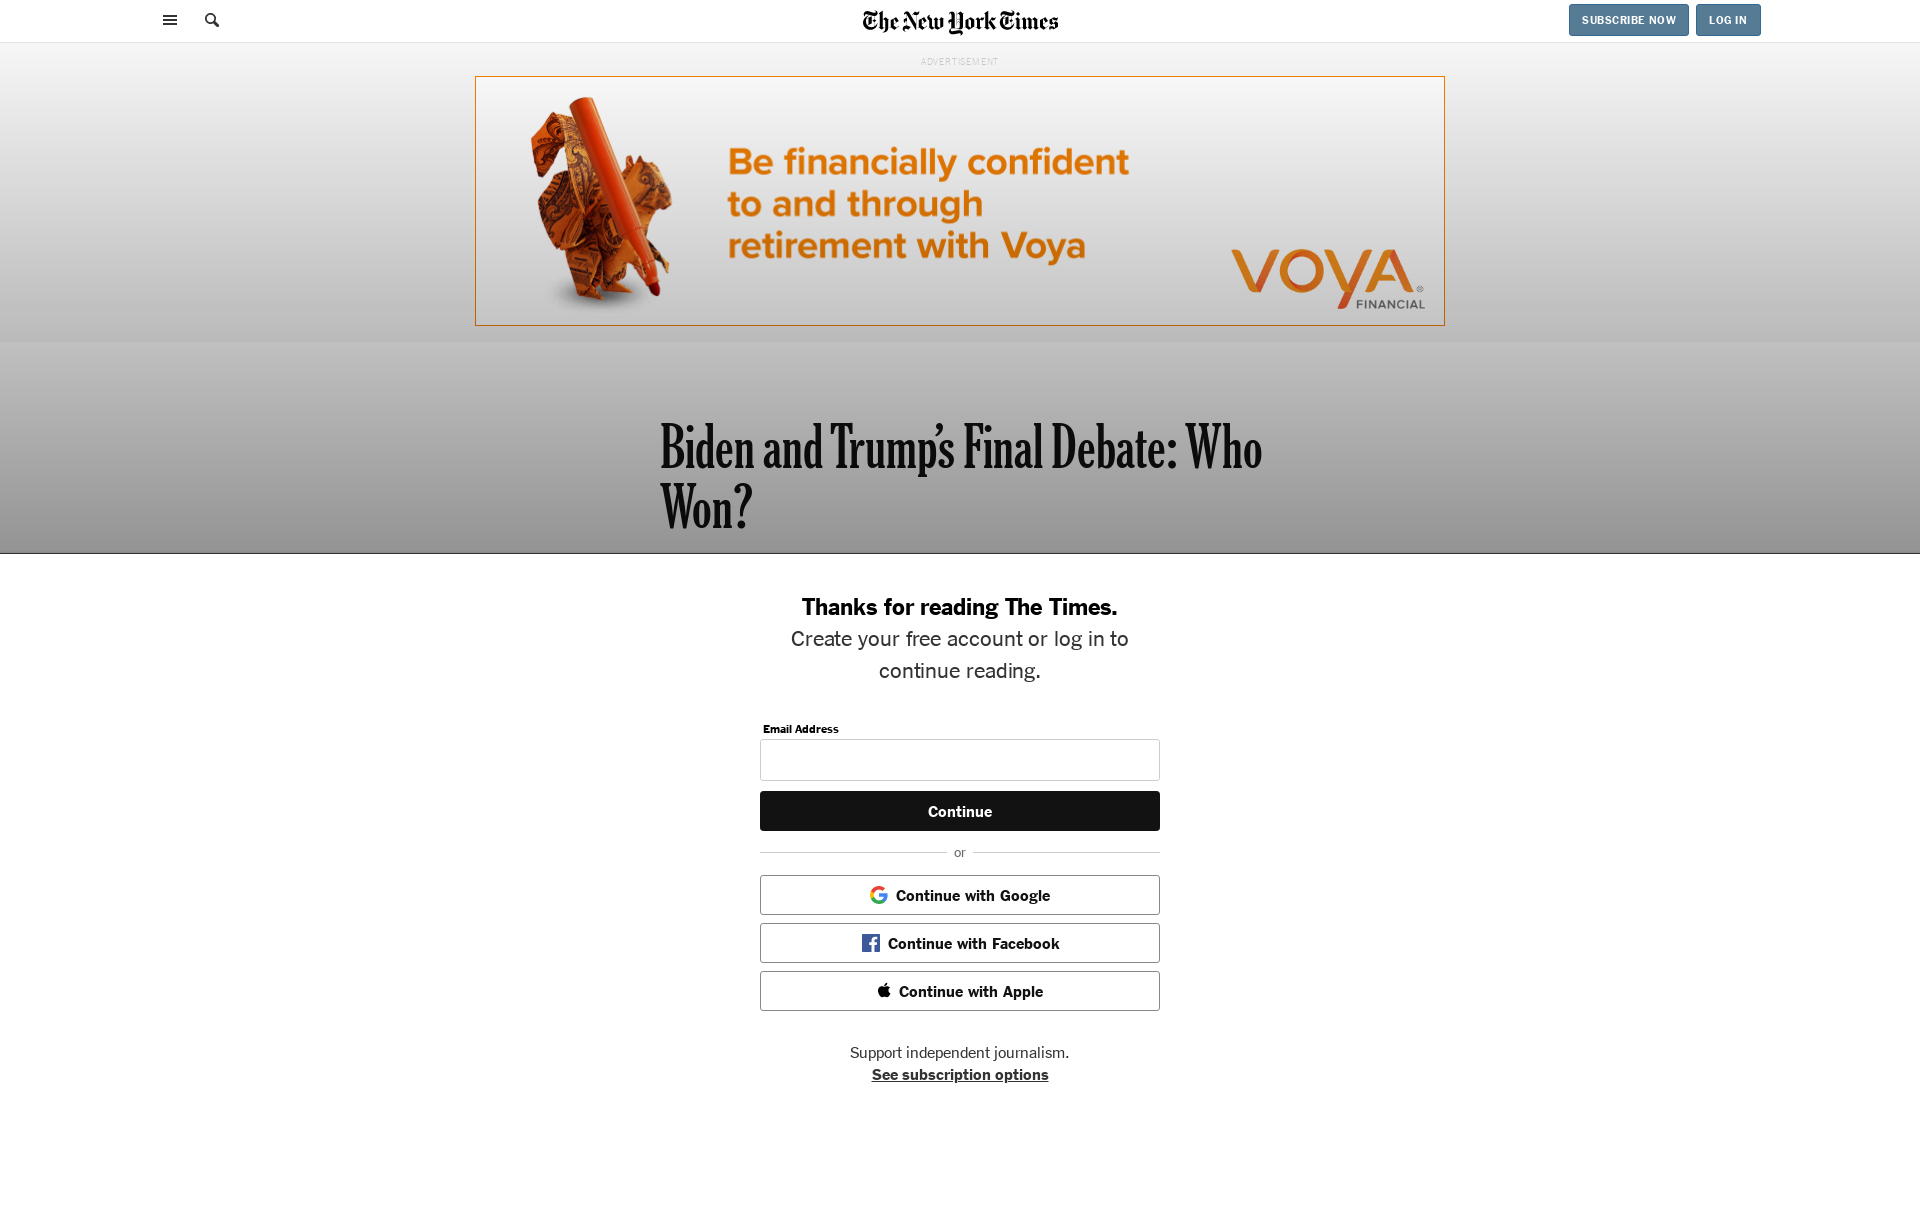 The New York Times
SUBSCRIBE NOW
LOG IN
ADVERTISEMENT
Be financially confident
to and through
retirement with Voya
VOYA®
FINANCIAL
Biden and Trump’s Final Debate: Who
Won?
Thanks for reading The Times.
Create your free account or log in to
continue reading.
Email Address
Continue
or
Continue with Google
Continue with Facebook
Continue with Apple
Support independent journalism.
See subscription options